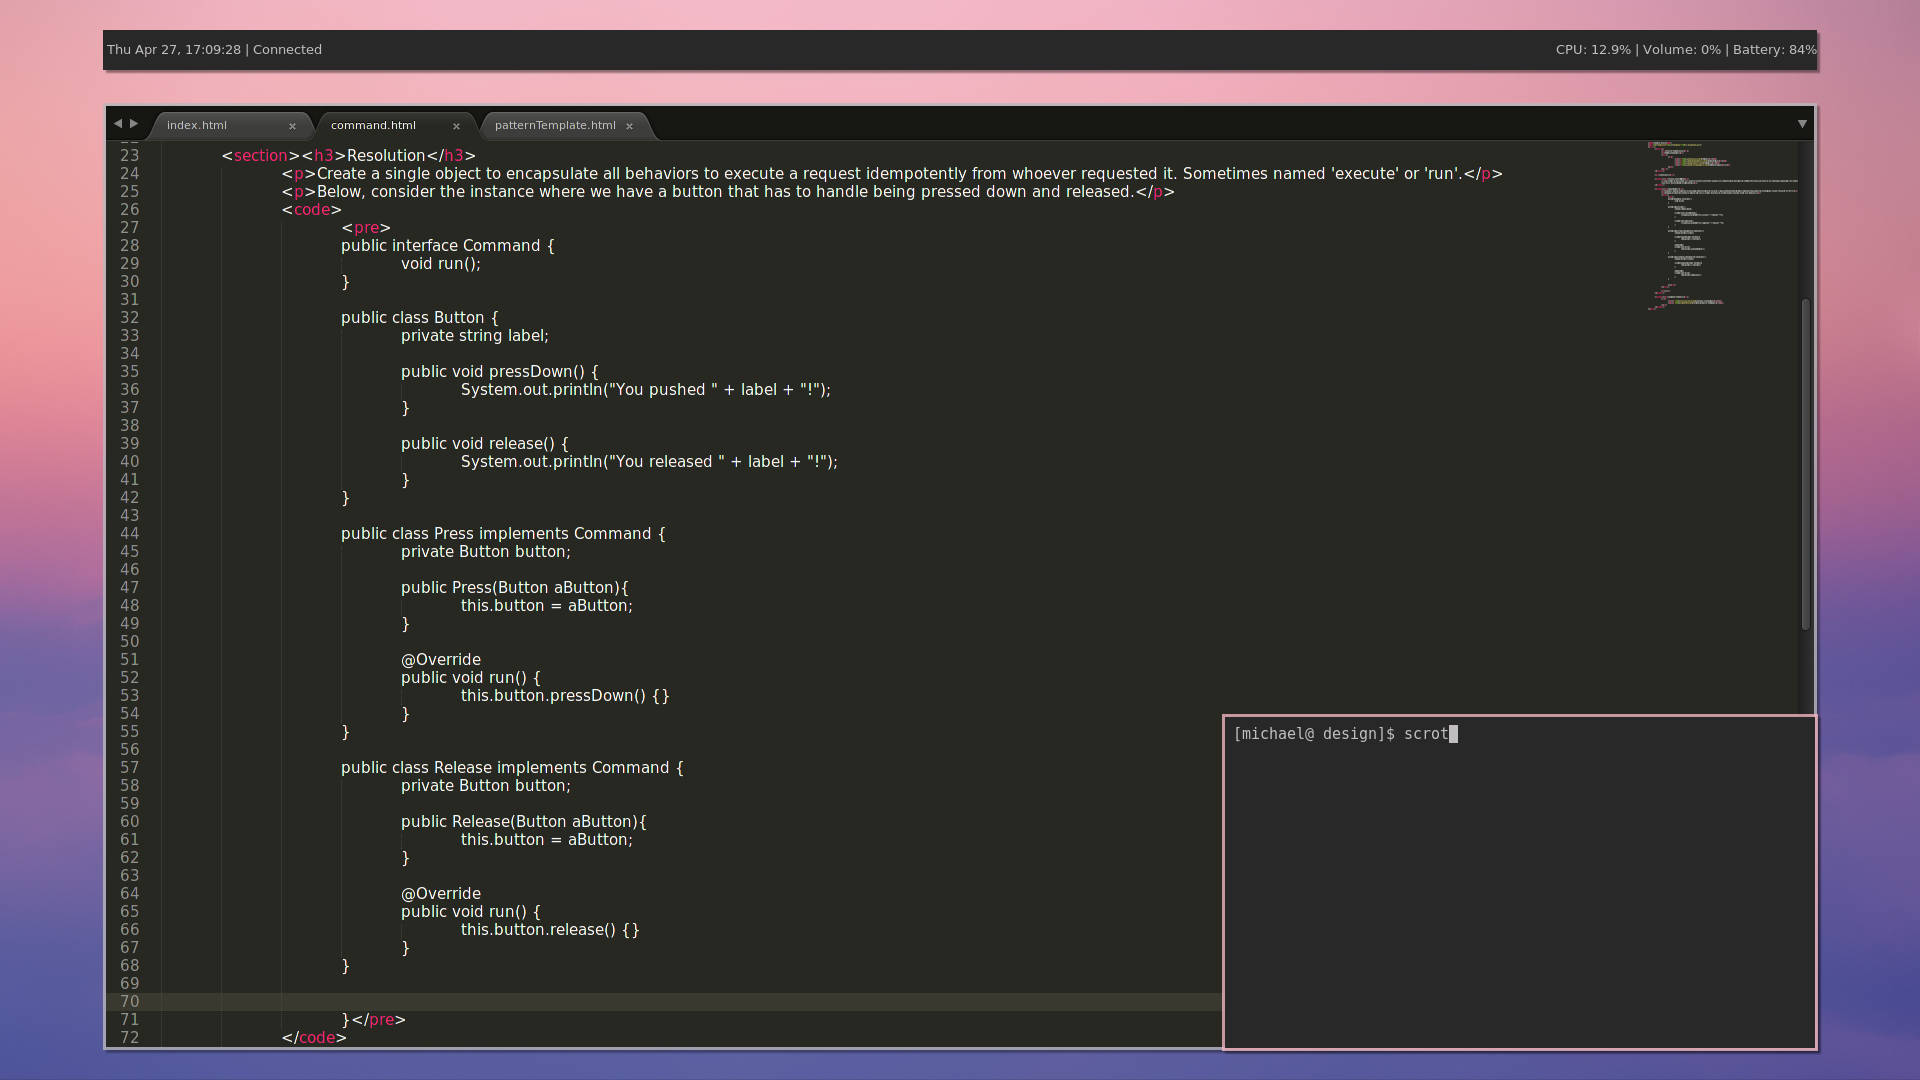 Thu Apr 27, 17:09:28 | Connected
CPU: 12.9% | Volume: 0% | Battery: 84%
index.html × command.html × patternTemplate.html ×
23 <section><h3>Resolution</h3>
24 <p>Create a single object to encapsulate all behaviors to execute a request idempotently from whoever requested it. Sometimes named 'execute' or 'run'.</p>
25 <p>Below, consider the instance where we have a button that has to handle being pressed down and released.</p>
26 <code>
27 <pre>
28 public interface Command {
29 void run();
30 }
31
32 public class Button {
33 private string label;
34
35 public void pressDown() {
36 System.out.println("You pushed " + label + "!");
37 }
38
39 public void release() {
40 System.out.println("You released " + label + "!");
41 }
42 }
43
44 public class Press implements Command {
45 private Button button;
46
47 public Press(Button aButton){
48 this.button = aButton;
49 }
50
51 @Override
52 public void run() {
53 this.button.pressDown() {}
54 }
55 }
56
57 public class Release implements Command {
58 private Button button;
59
60 public Release(Button aButton){
61 this.button = aButton;
62 }
63
64 @Override
65 public void run() {
66 this.button.release() {}
67 }
68 }
69
70
71 }</pre>
72 </code>
[michael@ design]$ scrot